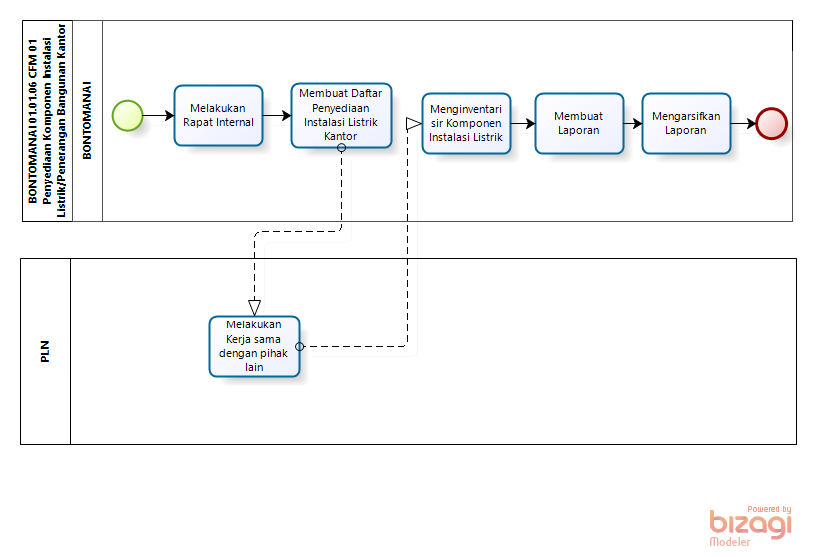 BONTOMANAI 01.01.06 CFM 01
Penyediaan Komponen Instalasi
Listrik/Penerangan Bangunan Kantor
BONTOMANAI
Melakukan
Rapat Internal
Membuat Daftar
Penyediaan
Instalasi Listrik
Kantor
Menginventari
sir Komponen
Instalasi Listrik
Membuat
Laporan
Mengarsifkan
Laporan
PLN
Melakukan
Kerja sama
dengan pihak
lain
Powered by
bizagi
Modeler